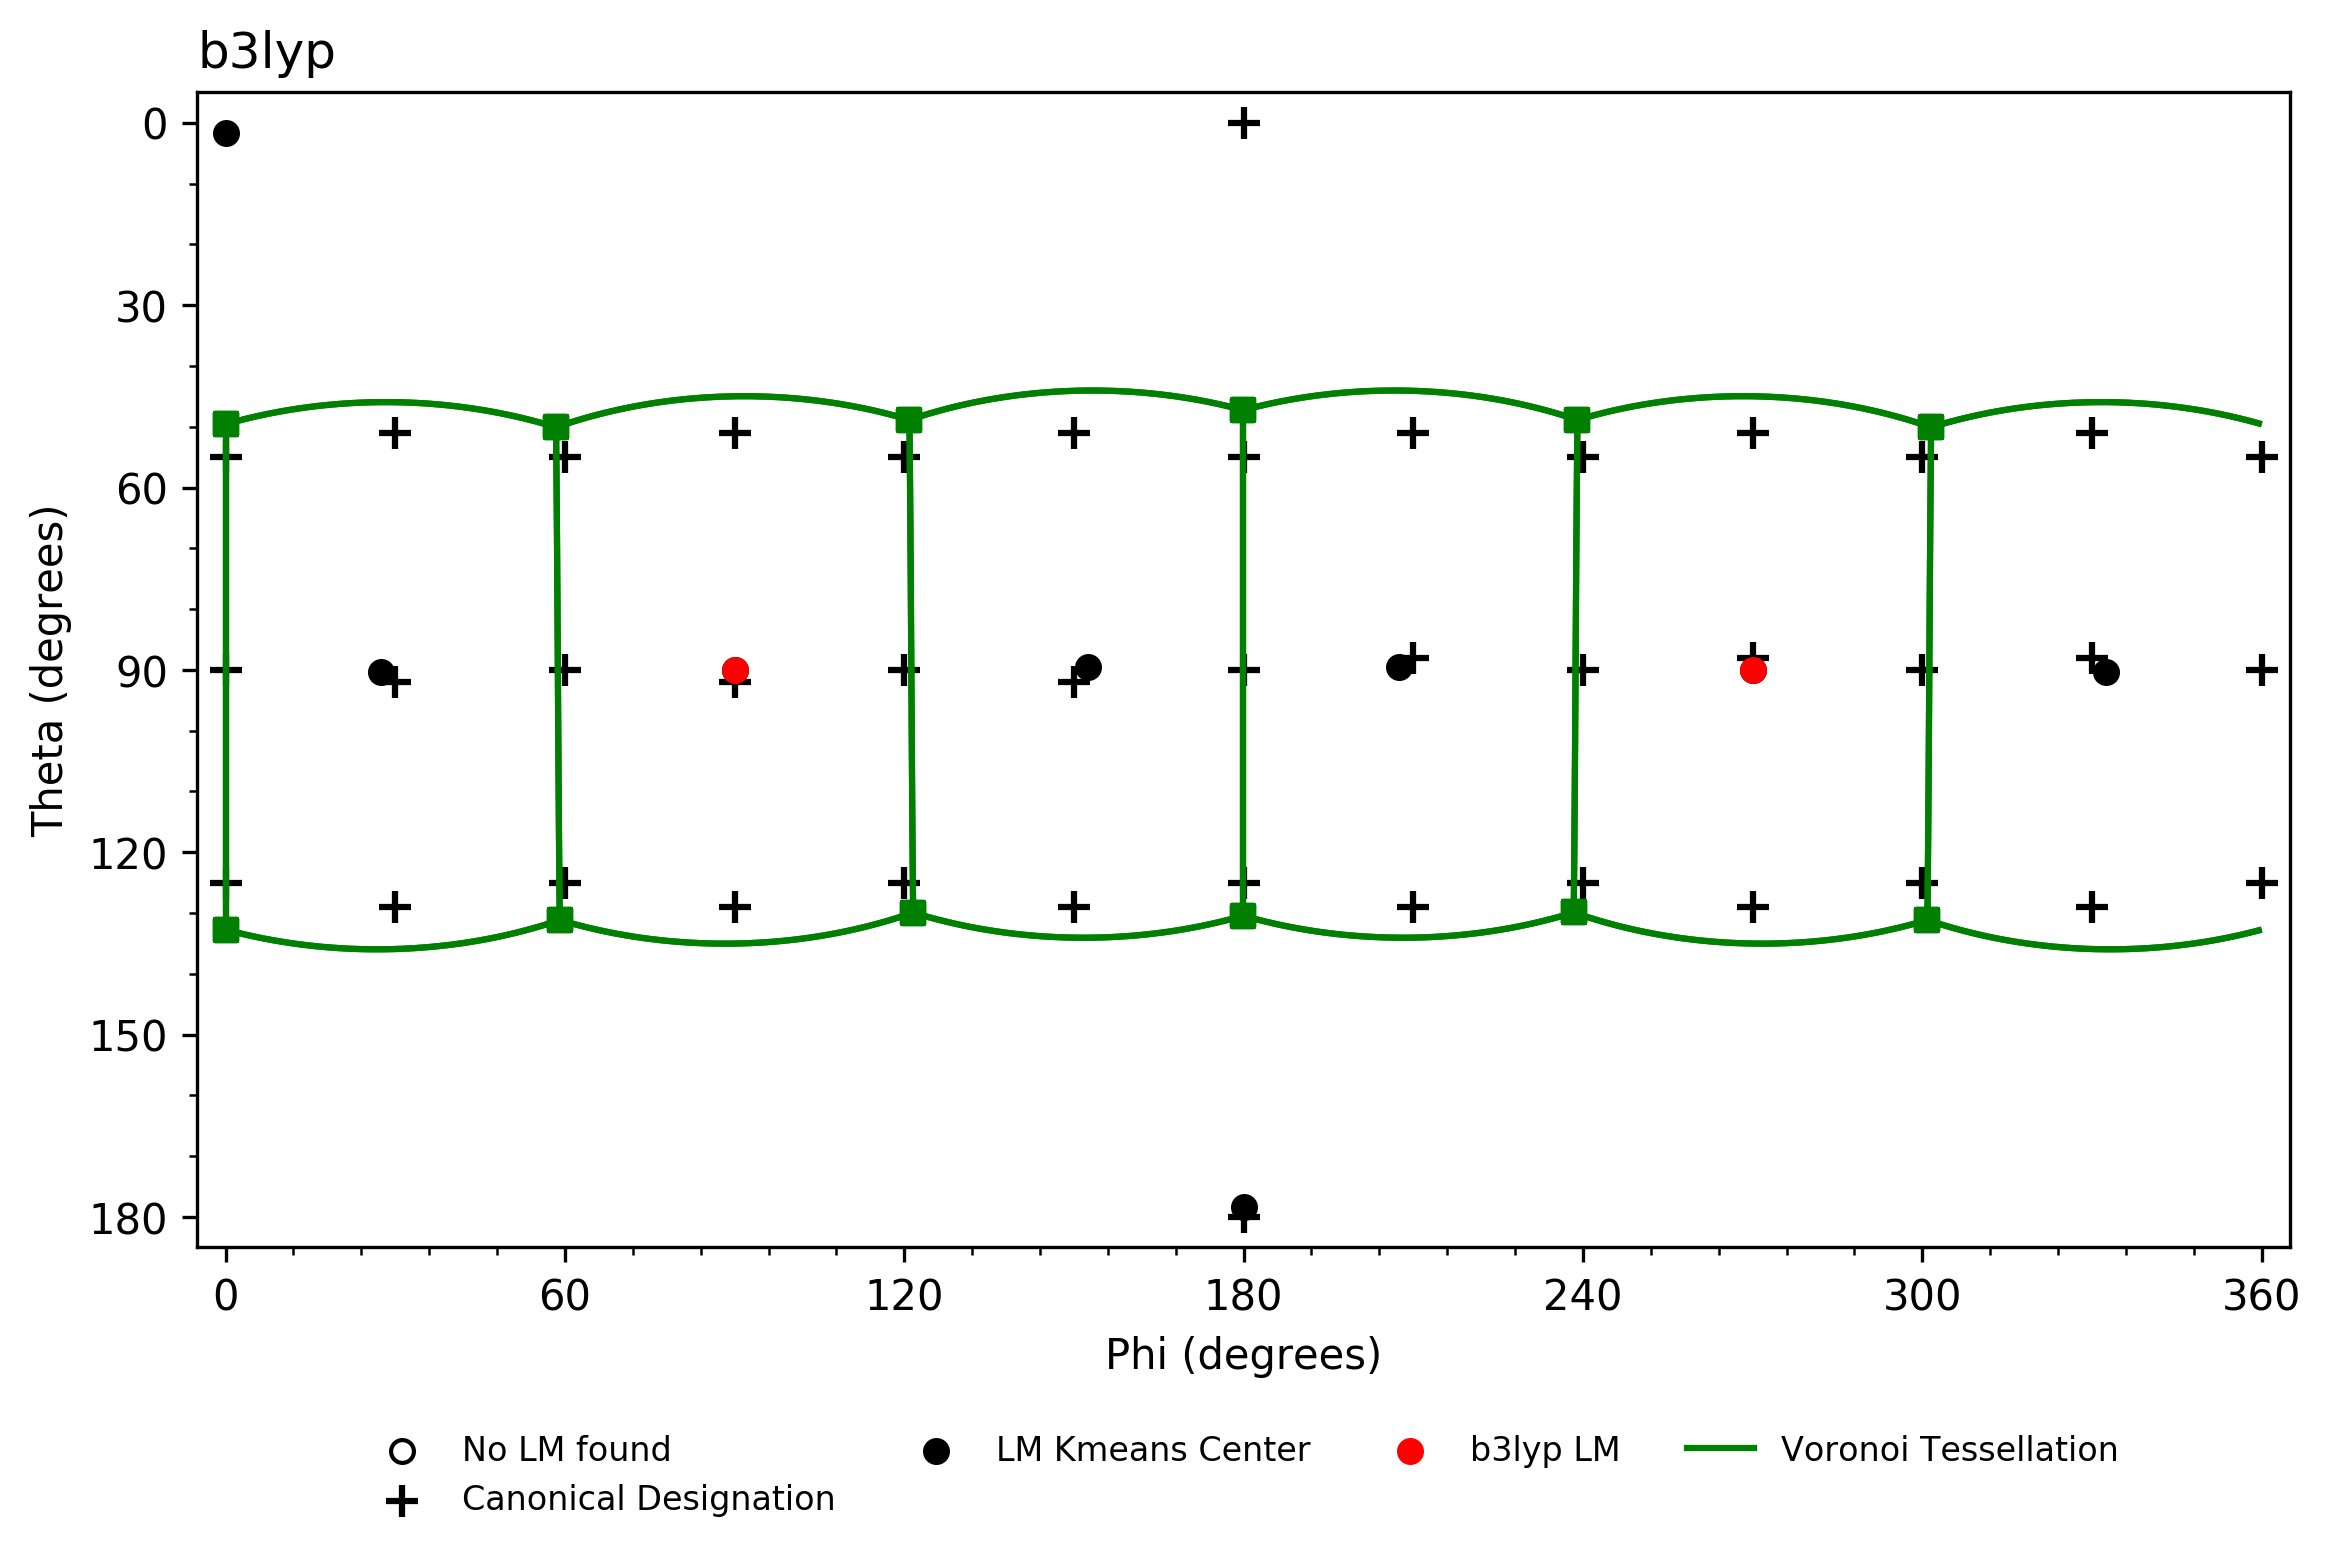 b3lyp
0
30
60
90
120
150
180
Theta (degrees)
0 60 120 180 240 300 360
Phi (degrees)
No LM found LM Kmeans Center b3lyp LM Voronoi Tessellation
Canonical Designation